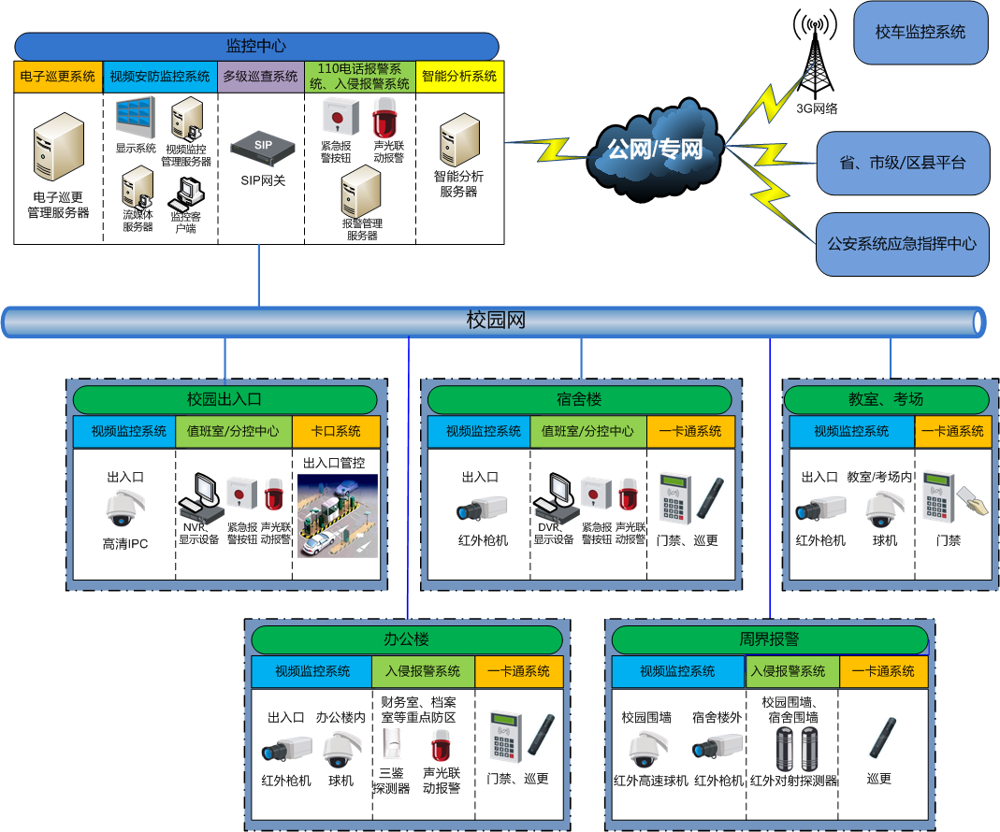 监控中心
电子巡更系统
视频安防监控系统
多级巡查系统
110电话报警系
统、入侵报警系统
智能分析系统
电子巡更
管理服务器
显示系统
视频监控
管理服务器
流媒体
服务器
监控客
户端
SIP
SIP网关
紧急报
警按钮
声光联
动报警
报警管理
服务器
智能分析
服务器
公网/专网
3G网络
校车监控系统
省、市级/区县平台
公安系统应急指挥中心
校园网
校园出入口
视频监控系统
值班室/分控中心
卡口系统
出入口
高清IPC
NVR、
显示设备
紧急报
警按钮
声光联
动报警
出入口管控
宿舍楼
视频监控系统
值班室/分控中心
一卡通系统
出入口
红外枪机
DVR、
显示设备
紧急报
警按钮
声光联
动报警
门禁、巡更
教室、考场
视频监控系统
一卡通系统
出入口
教室/考场内
红外枪机
球机
门禁
办公楼
视频监控系统
入侵报警系统
一卡通系统
出入口
办公楼内
红外枪机
球机
财务室、档案
室等重点防区
三鉴
探测器
声光联
动报警
门禁、巡更
周界报警
视频监控系统
入侵报警系统
一卡通系统
校园围墙
宿舍楼外
红外高速球机
红外枪机
校园围墙、
宿舍围墙
红外对射探测器
巡更